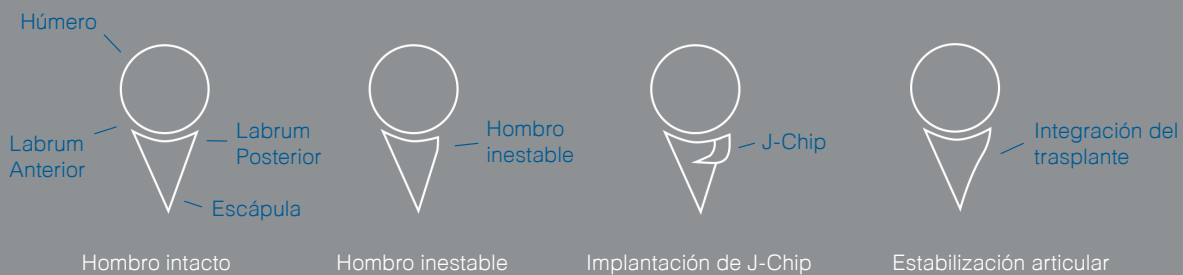 Húmero
Labrum
Anterior
Labrum
Posterior
Escápula
Hombro intacto
Hombro
inestable
Hombro inestable
J-Chip
Implantación de J-Chip
Integración del
trasplante
Estabilización articular